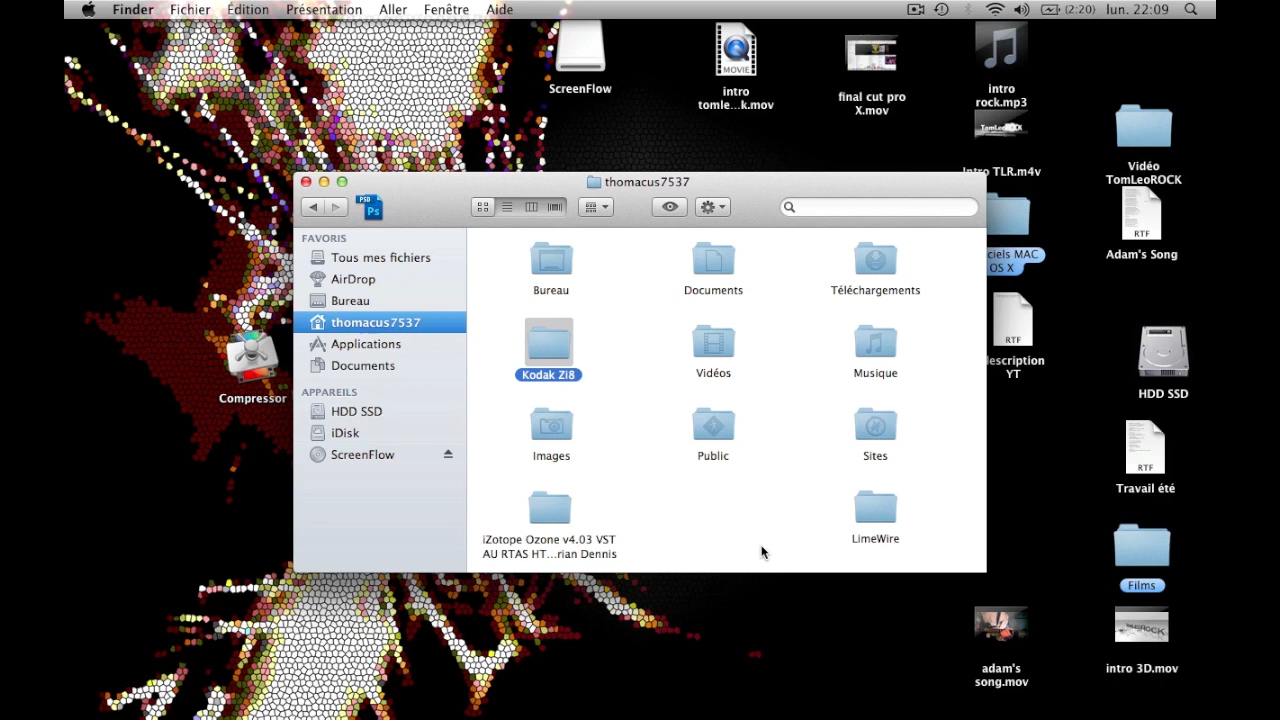 Finder Fichier Édition Présentation Aller Fenêtre Aide (2:20) lun. 22:09
ScreenFlow
MOVIE
intro
tomle...k.mov
final cut pro
X.mov
intro
rock.mp3
TomLeoROCK
Intro TLR.m4v
Vidéo
TomLeoROCK
RTF
Adam's Song
ciels MAC
OS X
escription
YT
HDD SSD
RTF
Travail été
Films
adam's
song.mov
intro 3D.mov
Compressor
thomacus7537
PSD
Ps
FAVORIS
Tous mes fichiers
AirDrop
Bureau
thomacus7537
Applications
Documents
APPAREILS
HDD SSD
iDisk
ScreenFlow
Bureau Documents Téléchargements
Kodak Zi8 Vidéos Musique
Images Public Sites
iZotope Ozone v4.03 VST
AU RTAS HT...rian Dennis
LimeWire